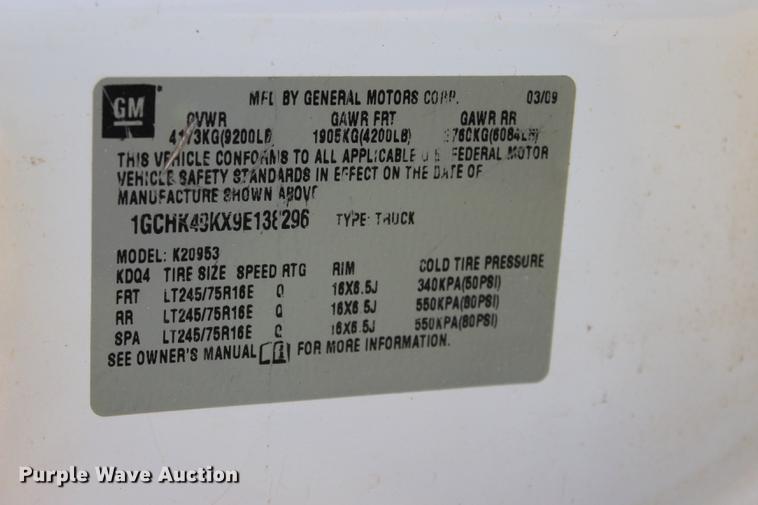 GM
MFD BY GENERAL MOTORS CORP. 03/09
GVWR GAWR FRT GAWR RR
4173KG(9200LB) 1905KG(4200LB) 2760KG(6084LB)
THIS VEHICLE CONFORMS TO ALL APPLICABLE U.S. FEDERAL MOTOR
VEHICLE SAFETY STANDARDS IN EFFECT ON THE DATE OF
MANUFACTURE SHOWN ABOVE
TYPE: TRUCK
MODEL: K20953
KDQ4 TIRE SIZE SPEED RTG RIM COLD TIRE PRESSURE
FRT LT245/75R16E Q 16X6.5J 340KPA(50PSI)
RR LT245/75R16E Q 16X6.5J 550KPA(80PSI)
SPA LT245/75R16E Q 16X6.5J 550KPA(80PSI)
SEE OWNER'S MANUAL FOR MORE INFORMATION.
Purple Wave Auction